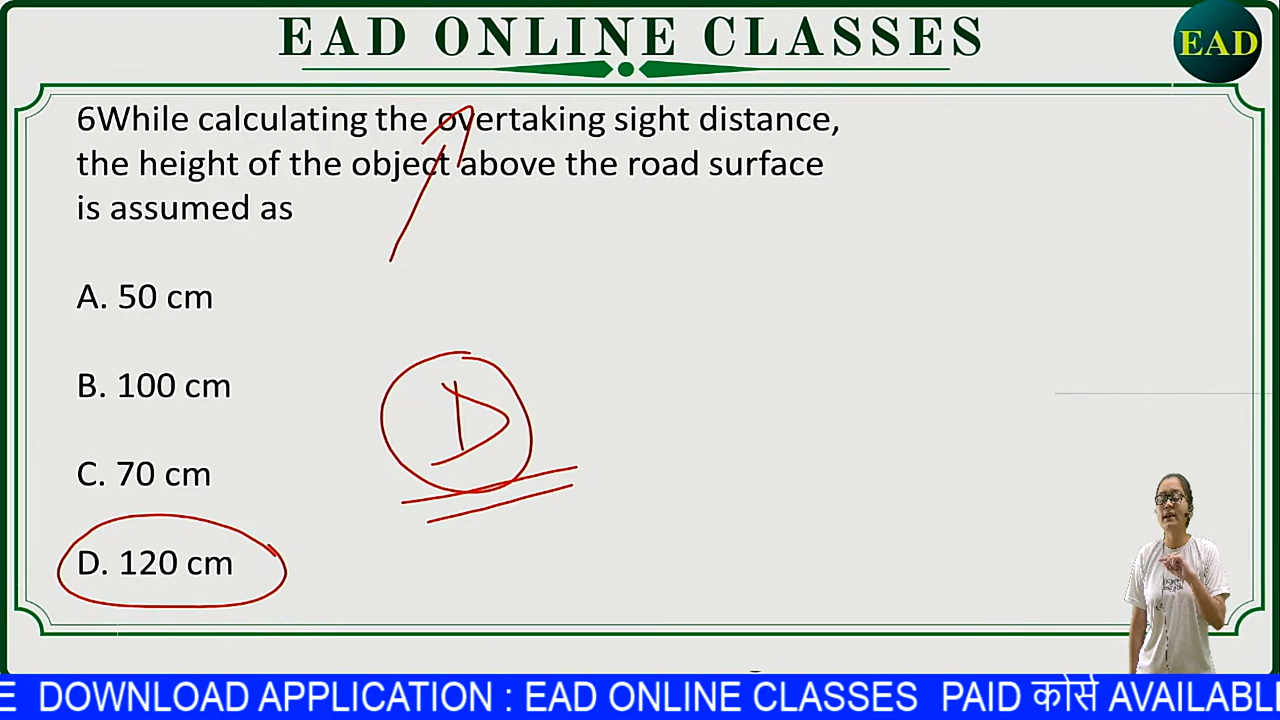 EAD ONLINE CLASSES
EAD
6While calculating the overtaking sight distance,
the height of the object above the road surface
is assumed as
A. 50 cm
B. 100 cm
D
C. 70 cm
D. 120 cm
E DOWNLOAD APPLICATION : EAD ONLINE CLASSES PAID कोर्स AVAILABL